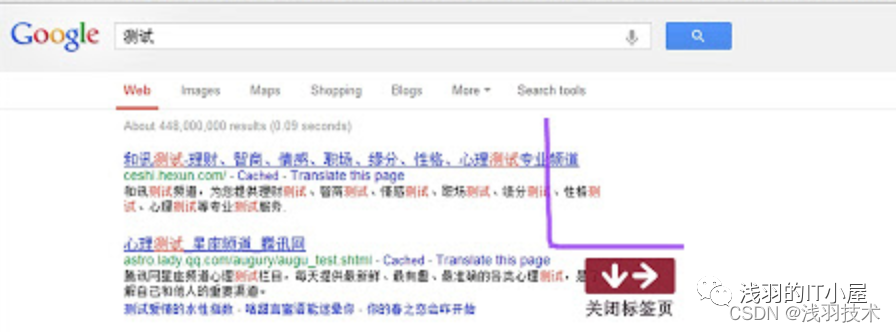 Google 测试
Web Images Maps Shopping Blogs More Search tools
About 448,000,000 results (0.09 seconds)
和讯测试-理财、智商、情感、职场、缘分、性格、心理测试专业频道
ceshi.hexun.com/ - Cached - Translate this page
和讯测试频道，为您提供理财测试、智商测试、情感测试、职场测试、缘分测试、性格测
试、心理测试等专业测试服务.
心理测试_星座频道_腾讯网
astro.lady.qq.com/augury/augu_test.shtml - Cached - Translate this page
腾讯网星座频道心理测试栏目，每天提供最新鲜、最有趣、最准确的各类心理测试，是
解自己和他人的重要渠道。
测试爱情的水性指数 - 啥甜言蜜语能迷晕你 - 你的春之恋会咋开始
关闭标签页
浅羽的IT小屋
CSDN @浅羽技术